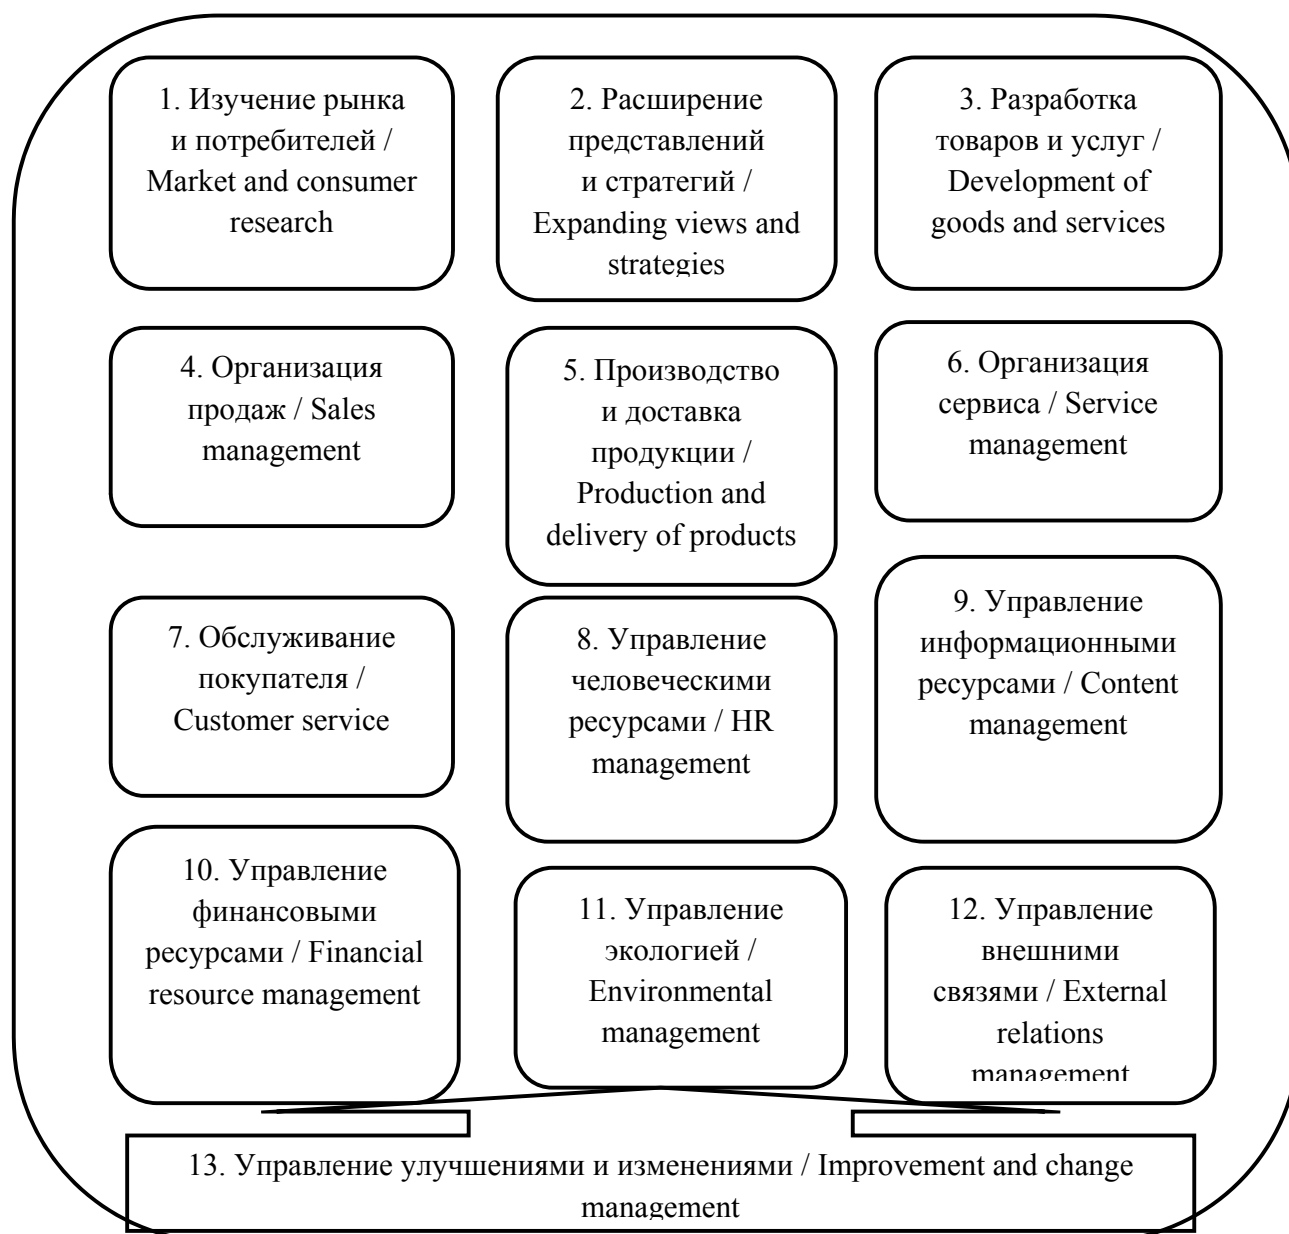 1. Изучение рынка
и потребителей /
Market and consumer
research
2. Расширение
представлений
и стратегий /
Expanding views and
strategies
3. Разработка
товаров и услуг /
Development of
goods and services
4. Организация
продаж / Sales
management
5. Производство
и доставка
продукции /
Production and
delivery of products
6. Организация
сервиса / Service
management
7. Обслуживание
покупателя /
Customer service
8. Управление
человеческими
ресурсами / HR
management
9. Управление
информационными
ресурсами / Content
management
10. Управление
финансовыми
ресурсами / Financial
resource management
11. Управление
экологией /
Environmental
management
12. Управление
внешними
связями / External
relations
management
13. Управление улучшениями и изменениями / Improvement and change
management